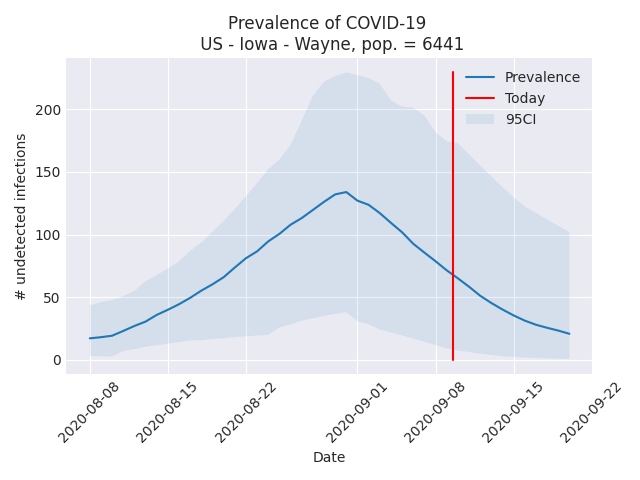 Prevalence of COVID-19
US - Iowa - Wayne, pop. = 6441
Prevalence
Today
95CI
# undetected infections
200
150
100
50
0
2020-08-08
2020-08-15
2020-08-22
2020-09-01
2020-09-08
2020-09-15
2020-09-22
Date